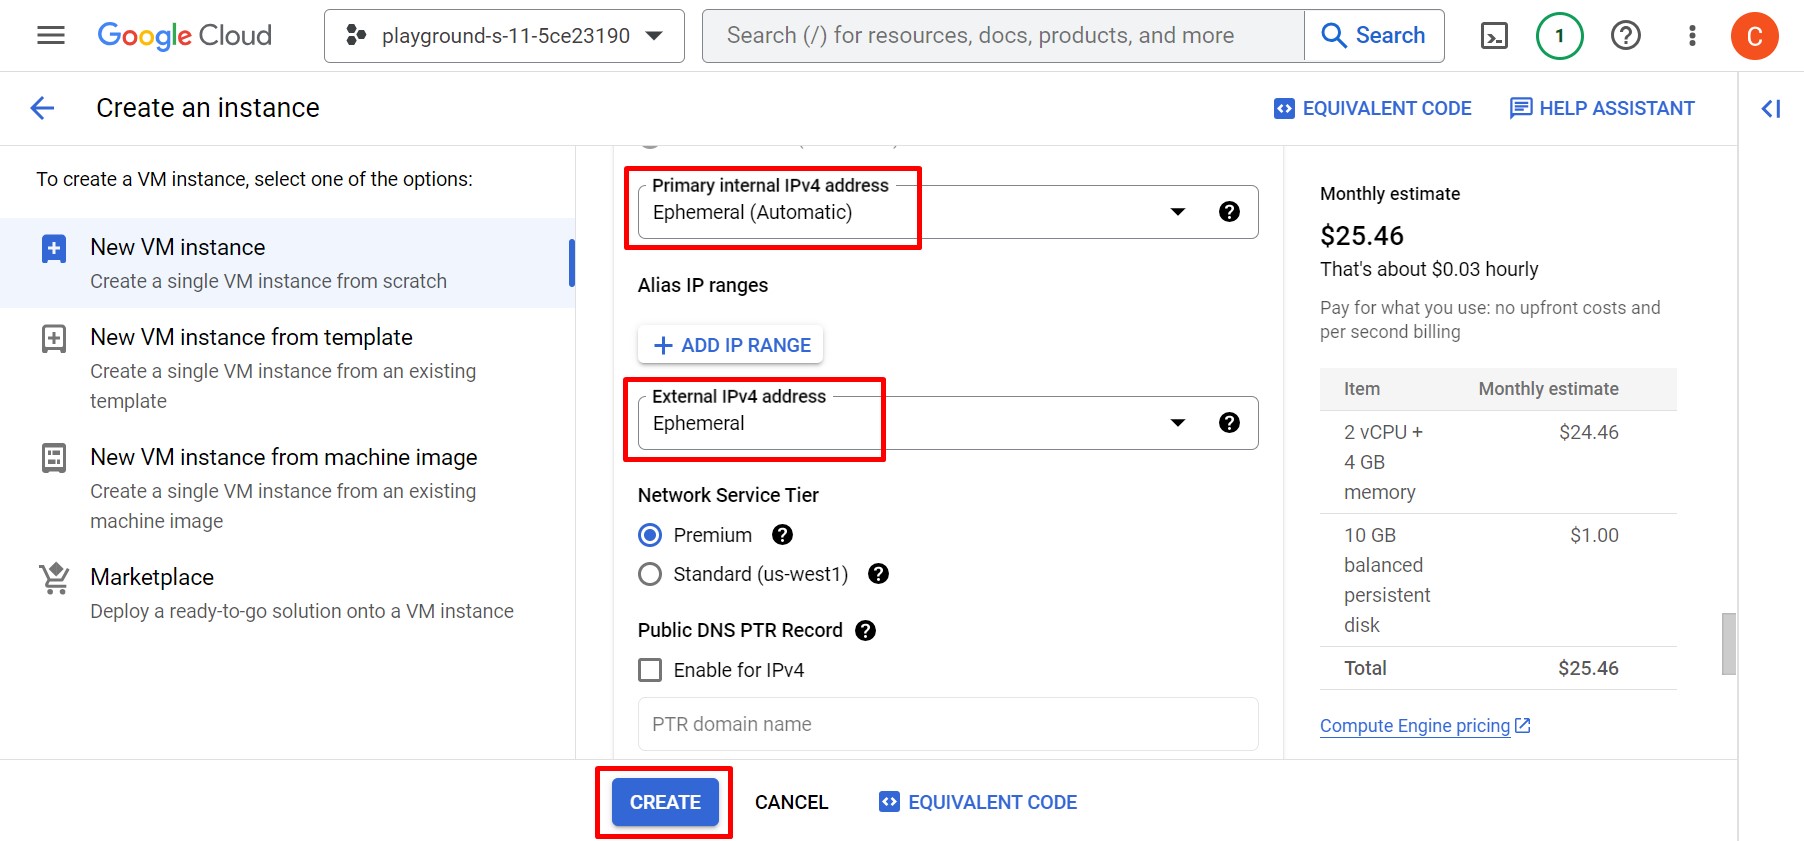 Google Cloud
playground-s-11-5ce23190
Search (/) for resources, docs, products, and more
Search
1
C
Create an instance
EQUIVALENT CODE
HELP ASSISTANT
To create a VM instance, select one of the options:
New VM instance
Create a single VM instance from scratch
New VM instance from template
Create a single VM instance from an existing
template
New VM instance from machine image
Create a single VM instance from an existing
machine image
Marketplace
Deploy a ready-to-go solution onto a VM instance
Primary internal IPv4 address
Ephemeral (Automatic)
Alias IP ranges
ADD IP RANGE
External IPv4 address
Ephemeral
Network Service Tier
Premium
Standard (us-west1)
Public DNS PTR Record
Enable for IPv4
PTR domain name
CREATE
CANCEL
EQUIVALENT CODE
Monthly estimate
$25.46
That's about $0.03 hourly
Pay for what you use: no upfront costs and
per second billing
Item Monthly estimate
2 vCPU + $24.46
4 GB
memory
10 GB $1.00
balanced
persistent
disk
Total $25.46
Compute Engine pricing